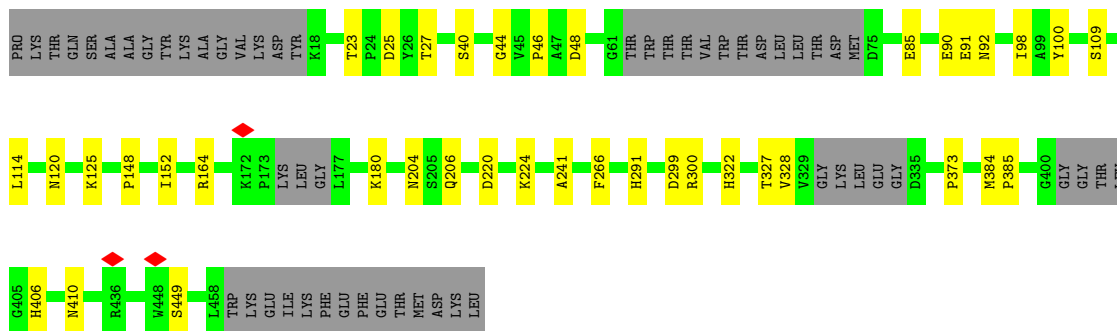 PRO LYS THR GLN SER ALA ALA GLY TYR LYS ALA GLY VAL LYS ASP TYR K18 T23 P24 D25 Y26 T27 S40 G44 V45 P46 A47 D48 G61 THR TRP THR THR VAL TRP THR ASP LEU LEU THR ASP MET D75 E85 E90 E91 N92 I98 A99 Y100 S109
L114 N120 K125 P148 I152 R164 K172 P173 LYS LEU GLY L177 K180 N204 S205 Q206 D220 K224 A241 F266 H291 D299 R300 H322 T327 V328 V329 GLY LYS LEU GLU GLY D335 P373 M384 P385 G400 GLY GLY THR
G405 H406 N410 R436 W448 S449 L458 TRP LYS GLU ILE LYS PHE GLU PHE GLU THR MET ASP LYS LEU